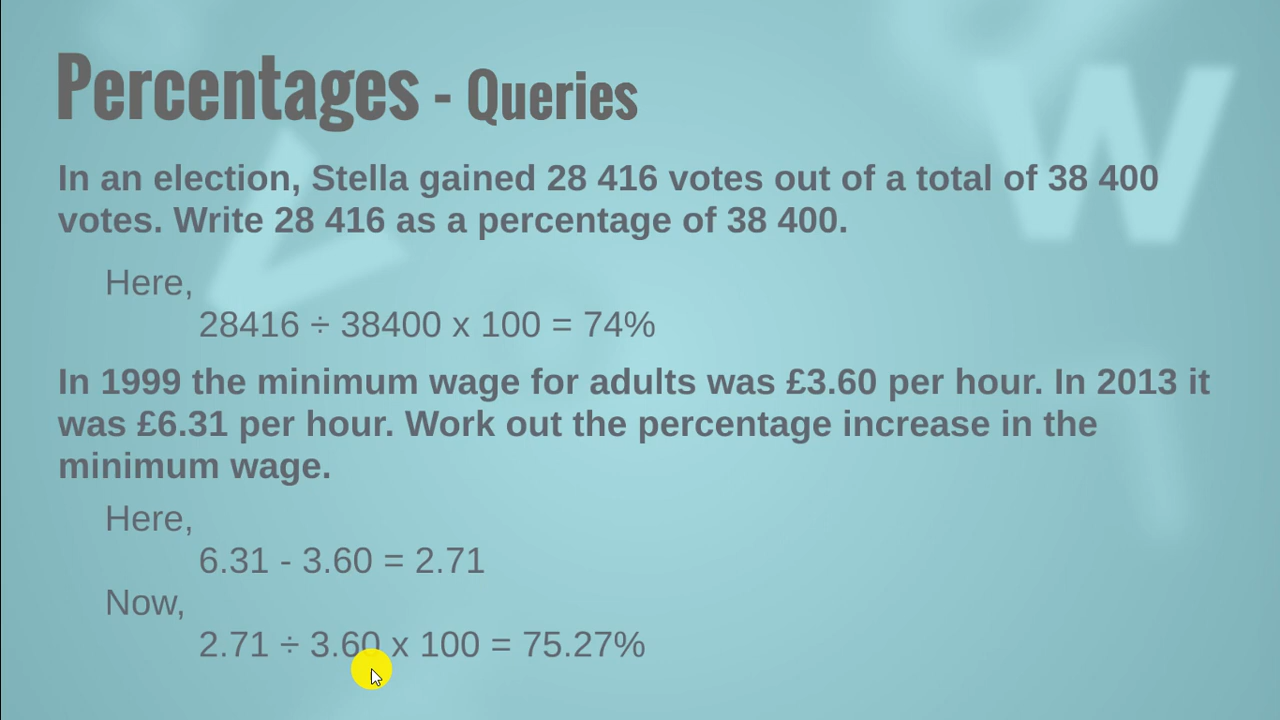 Percentages - Queries
In an election, Stella gained 28 416 votes out of a total of 38 400
votes. Write 28 416 as a percentage of 38 400.
Here,
28416 ÷ 38400 x 100 = 74%
In 1999 the minimum wage for adults was £3.60 per hour. In 2013 it
was £6.31 per hour. Work out the percentage increase in the
minimum wage.
Here,
6.31 - 3.60 = 2.71
Now,
2.71 ÷ 3.60 x 100 = 75.27%